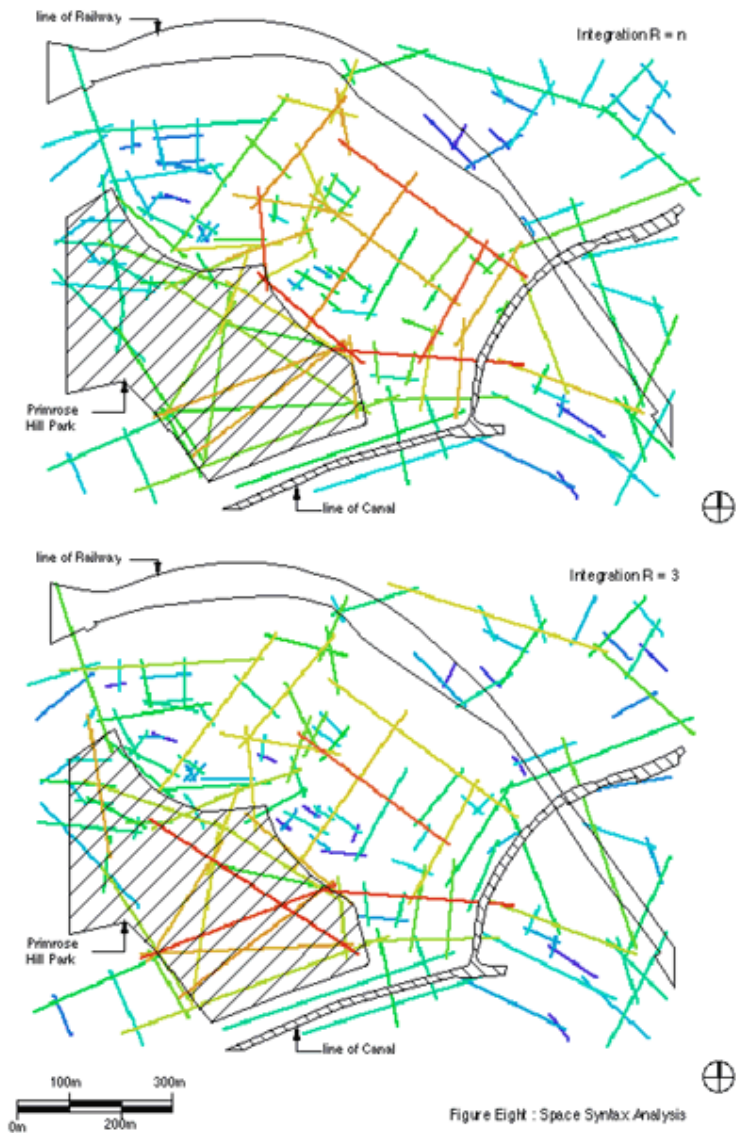 line of Railway
Integration R = n
Primrose
Hill Park
line of Canal
line of Railway
Integration R = 3
Primrose
Hill Park
line of Canal
100m
300m
0m
200m
Figure Eight : Space Syntax Analysis